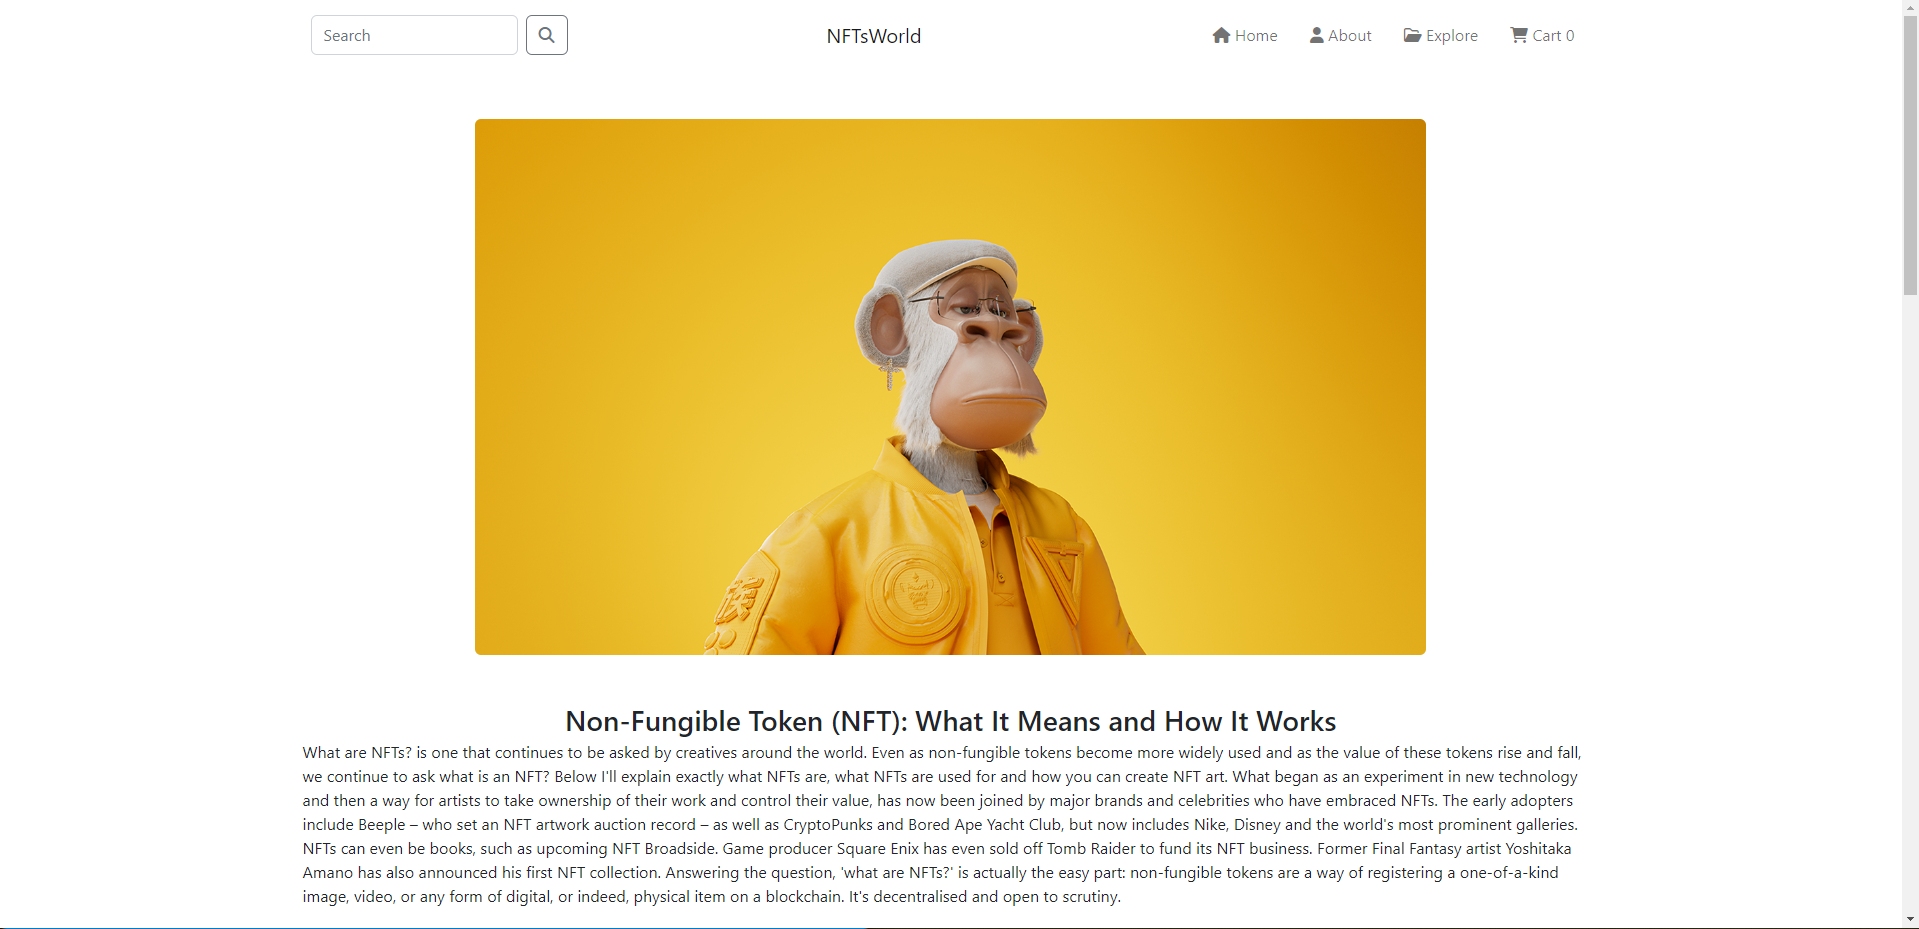 Search
NFTsWorld
Home
About
Explore
Cart 0
族
Non-Fungible Token (NFT): What It Means and How It Works
What are NFTs? is one that continues to be asked by creatives around the world. Even as non-fungible tokens become more widely used and as the value of these tokens rise and fall,
we continue to ask what is an NFT? Below I'll explain exactly what NFTs are, what NFTs are used for and how you can create NFT art. What began as an experiment in new technology
and then a way for artists to take ownership of their work and control their value, has now been joined by major brands and celebrities who have embraced NFTs. The early adopters
include Beeple – who set an NFT artwork auction record – as well as CryptoPunks and Bored Ape Yacht Club, but now includes Nike, Disney and the world's most prominent galleries.
NFTs can even be books, such as upcoming NFT Broadside. Game producer Square Enix has even sold off Tomb Raider to fund its NFT business. Former Final Fantasy artist Yoshitaka
Amano has also announced his first NFT collection. Answering the question, 'what are NFTs?' is actually the easy part: non-fungible tokens are a way of registering a one-of-a-kind
image, video, or any form of digital, or indeed, physical item on a blockchain. It's decentralised and open to scrutiny.